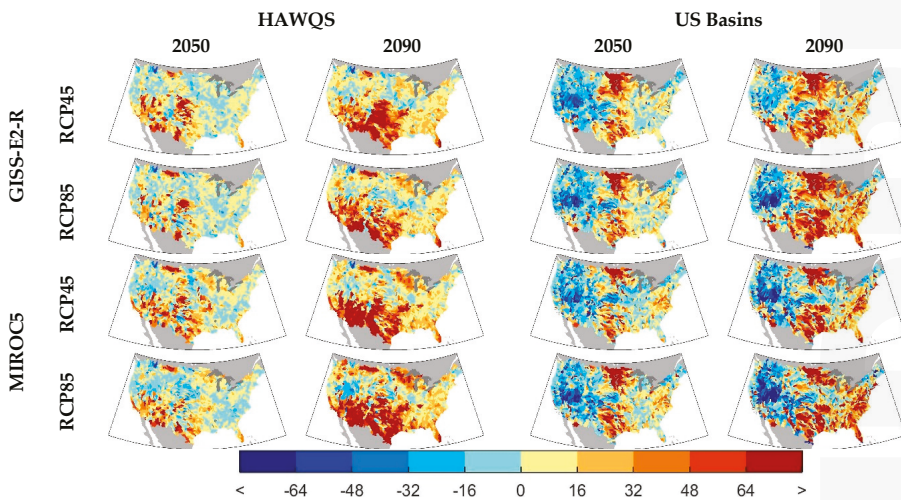 HAWQS US Basins
2050 2090 2050 2090
GISS-E2-R
RCP45
RCP85
MIROC5
RCP45
RCP85
< -64 -48 -32 -16 0 16 32 48 64 >